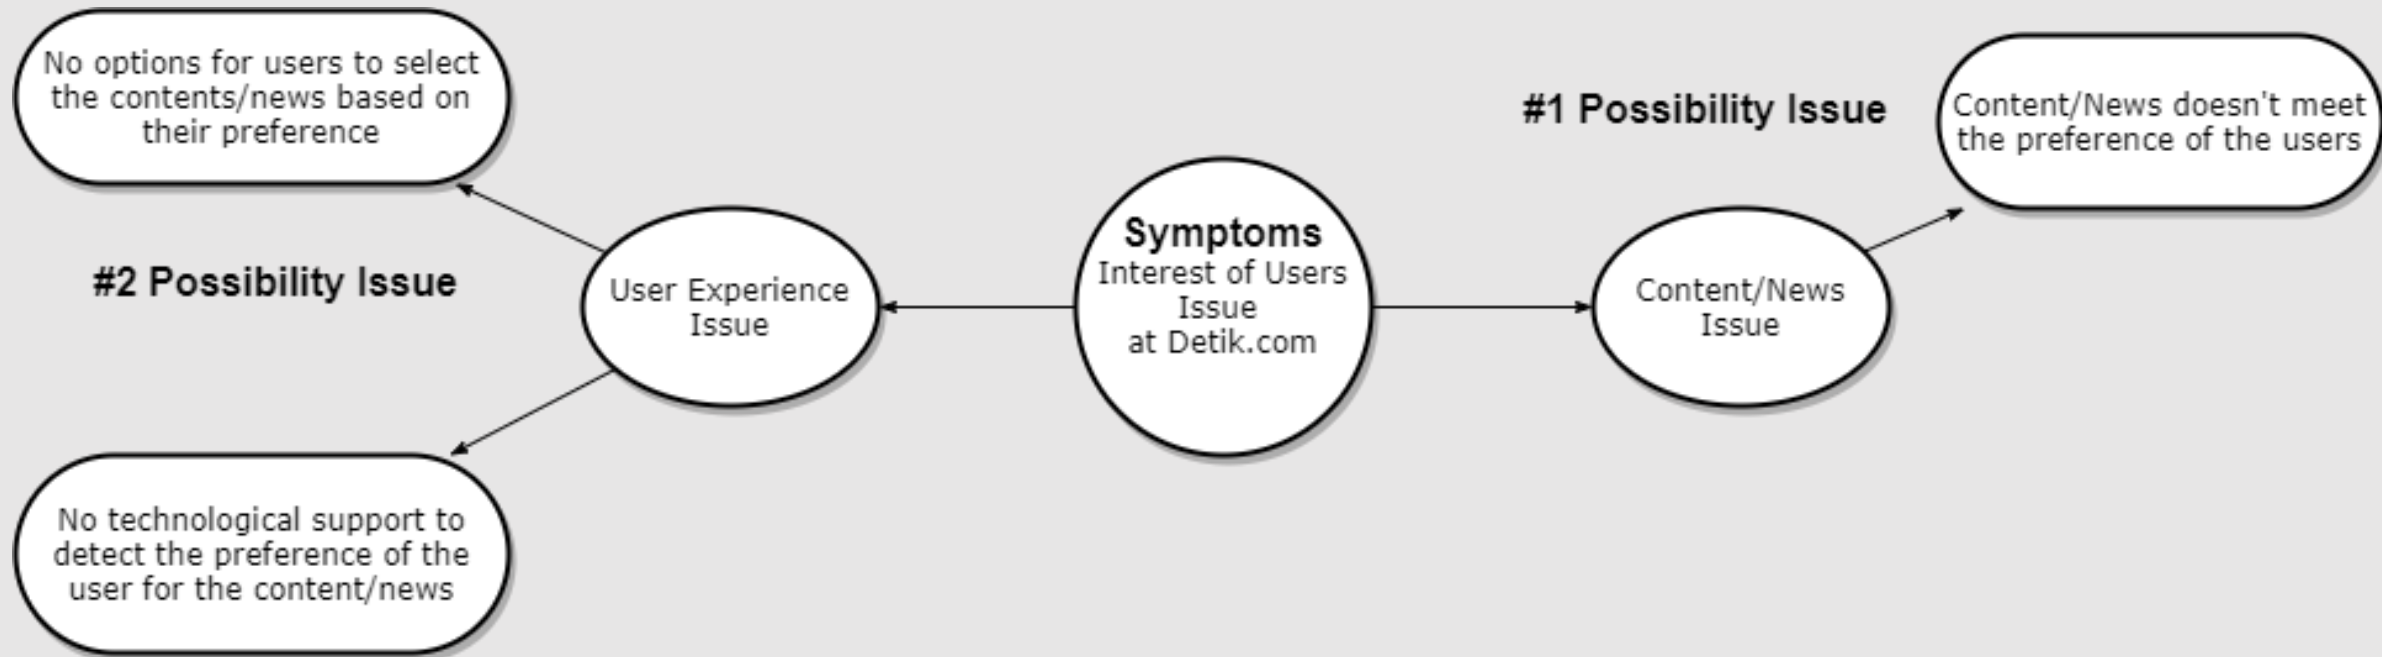 No options for users to select
the contents/news based on
their preference
#2 Possibility Issue
User Experience
Issue
No technological support to
detect the preference of the
user for the content/news
Symptoms
Interest of Users
Issue
at Detik.com
#1 Possibility Issue
Content/News
Issue
Content/News doesn't meet
the preference of the users